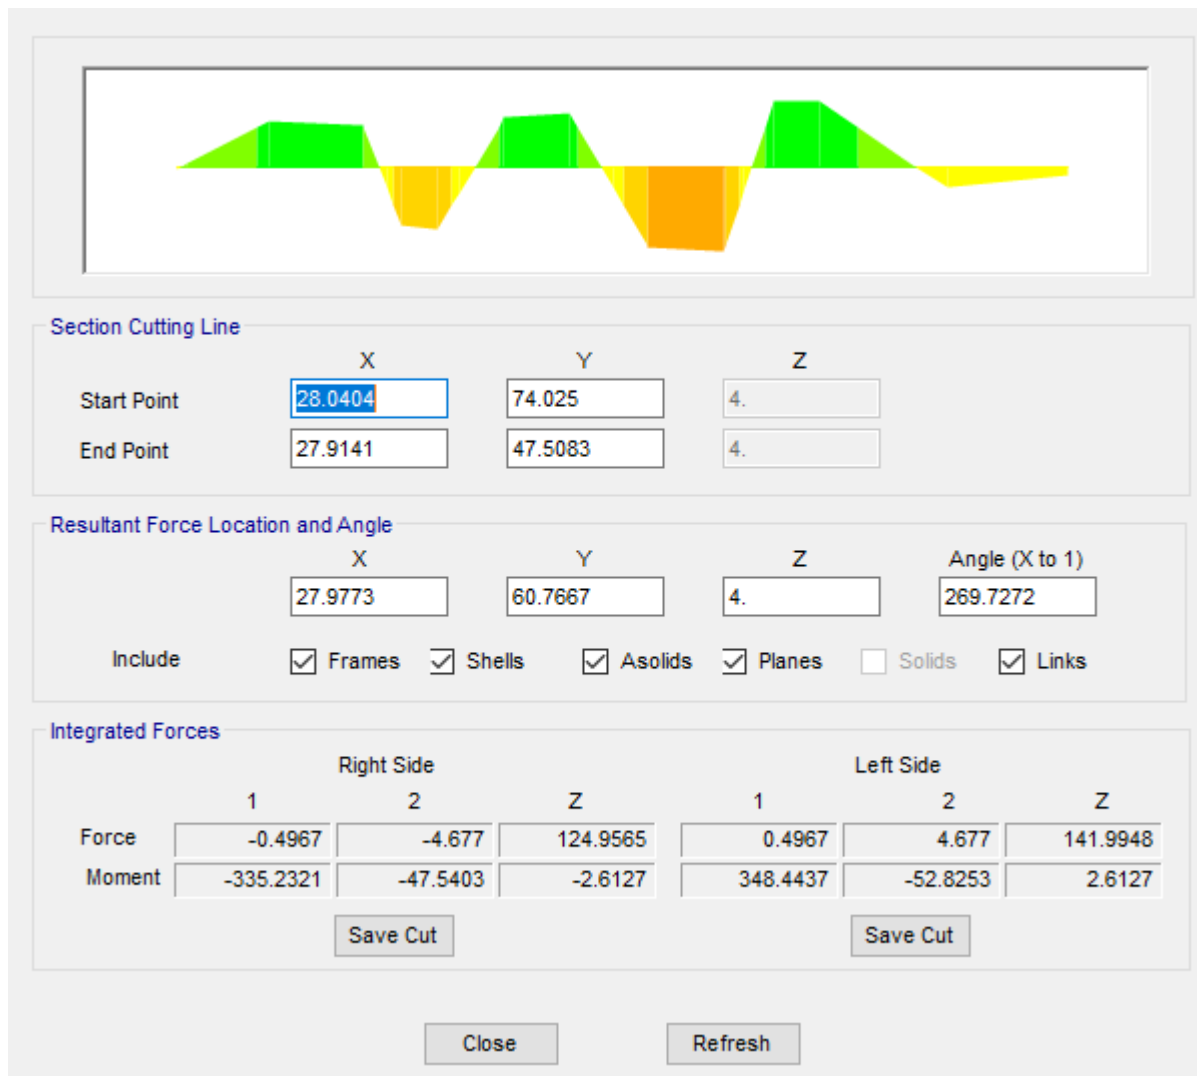 Section Cutting Line
X Y Z
Start Point 28.0404 74.025 4.
End Point 27.9141 47.5083 4.
Resultant Force Location and Angle
X Y Z Angle (X to 1)
27.9773 60.7667 4. 269.7272
Include Frames Shells Asolids Planes Solids Links
Integrated Forces
Right Side Left Side
1 2 Z 1 2 Z
Force -0.4967 -4.677 124.9565 0.4967 4.677 141.9948
Moment -335.2321 -47.5403 -2.6127 348.4437 -52.8253 2.6127
Save Cut Save Cut
Close Refresh